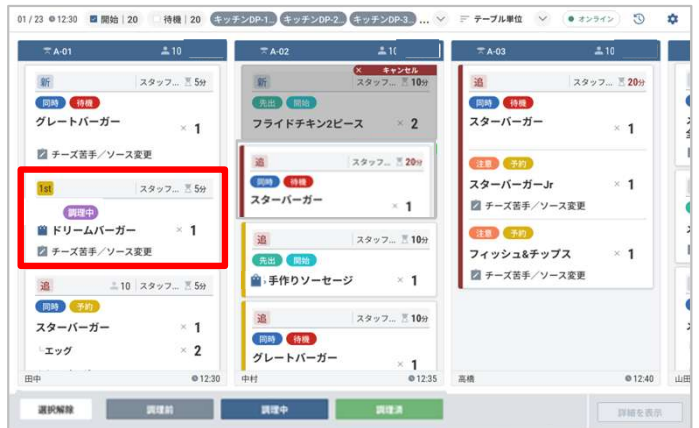 01 / 23 12:30 開始 | 20 待機 | 20 キッチンDP-1... キッチンDP-2... キッチンDP-3... ... テーブル単位 オンライン
A-01 10
新 スタッフ... 5分
同時 待機
グレートバーガー × 1
チーズ苦手／ソース変更
1st スタッフ... 5分
調理中
ドリームバーガー × 1
チーズ苦手／ソース変更
追 10 スタッフ... 5分
同時 予約
スターバーガー × 1
エッグ × 2
田中 12:30
A-02 10
× キャンセル
新 スタッフ... 10分
先出 開始
フライドチキン2ピース × 2
追 スタッフ... 20分
同時 待機
スターバーガー × 1
追 スタッフ... 10分
先出 開始
手作りソーセージ × 1
追 スタッフ... 10分
同時 待機
グレートバーガー × 1
中村 12:35
A-03 10
追 スタッフ... 20分
同時 待機
スターバーガー × 1
注意 予約
スターバーガーJr × 1
チーズ苦手／ソース変更
注意 予約
フィッシュ&チップス × 1
チーズ苦手／ソース変更
高橋 12:40
山田
選択解除 調理前 調理中 調理済 詳細を表示